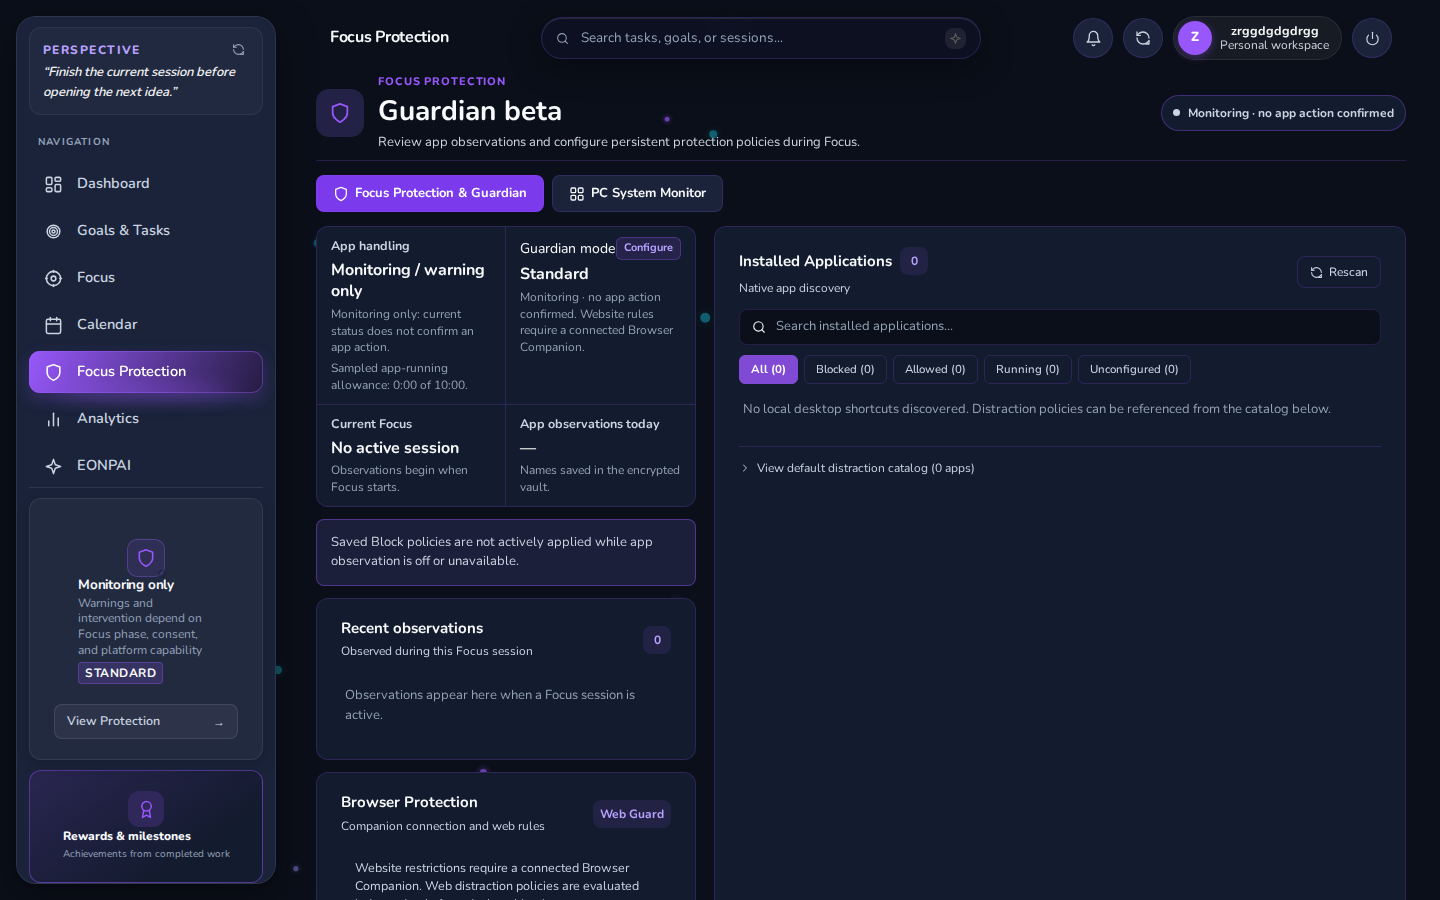 PERSPECTIVE
“Finish the current session before
opening the next idea.”
NAVIGATION
Dashboard
Goals & Tasks
Focus
Calendar
Focus Protection
Analytics
EONPAI
Monitoring only
Warnings and
intervention depend on
Focus phase, consent,
and platform capability
STANDARD
View Protection →
Rewards & milestones
Achievements from completed work
Focus Protection
Search tasks, goals, or sessions...
Z
zrggdgdgdrgg
Personal workspace
FOCUS PROTECTION
Guardian beta
Review app observations and configure persistent protection policies during Focus.
Monitoring · no app action confirmed
Focus Protection & Guardian
PC System Monitor
App handling
Monitoring / warning
only
Monitoring only: current
status does not confirm an
app action.
Sampled app-running
allowance: 0:00 of 10:00.
Guardian mode
Configure
Standard
Monitoring · no app action
confirmed. Website rules
require a connected Browser
Companion.
Current Focus
No active session
Observations begin when
Focus starts.
App observations today
—
Names saved in the encrypted
vault.
Saved Block policies are not actively applied while app
observation is off or unavailable.
Recent observations
0
Observed during this Focus session
Observations appear here when a Focus session is
active.
Browser Protection
Web Guard
Companion connection and web rules
Website restrictions require a connected Browser
Companion. Web distraction policies are evaluated
Installed Applications 0
Native app discovery
Rescan
Search installed applications...
All (0)
Blocked (0)
Allowed (0)
Running (0)
Unconfigured (0)
No local desktop shortcuts discovered. Distraction policies can be referenced from the catalog below.
View default distraction catalog (0 apps)